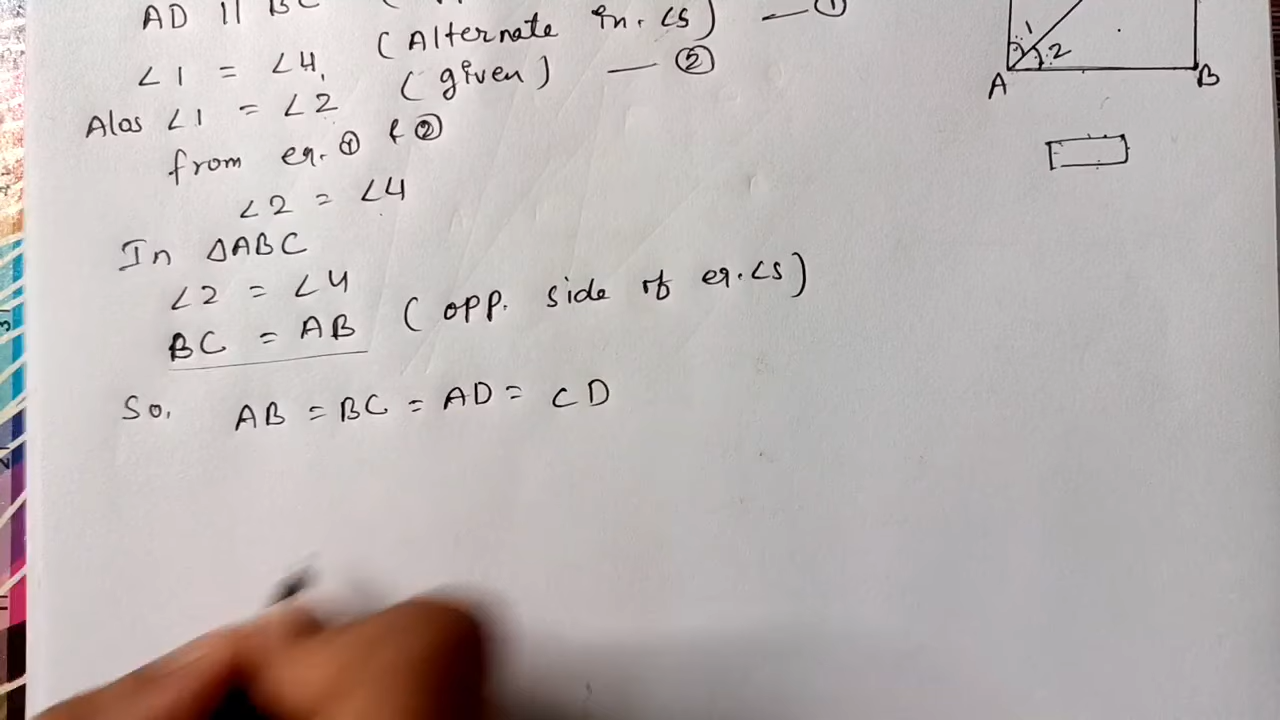 AD || BC (
∠1 = ∠4, (Alternate in. ∠s) — ①
Alos ∠1 = ∠2 (given) — ②
from eq. ① & ②
∠2 = ∠4
In ΔABC
∠2 = ∠4
BC = AB (opp. side of eq. ∠s)
So, AB = BC = AD = CD
1
2
A
B